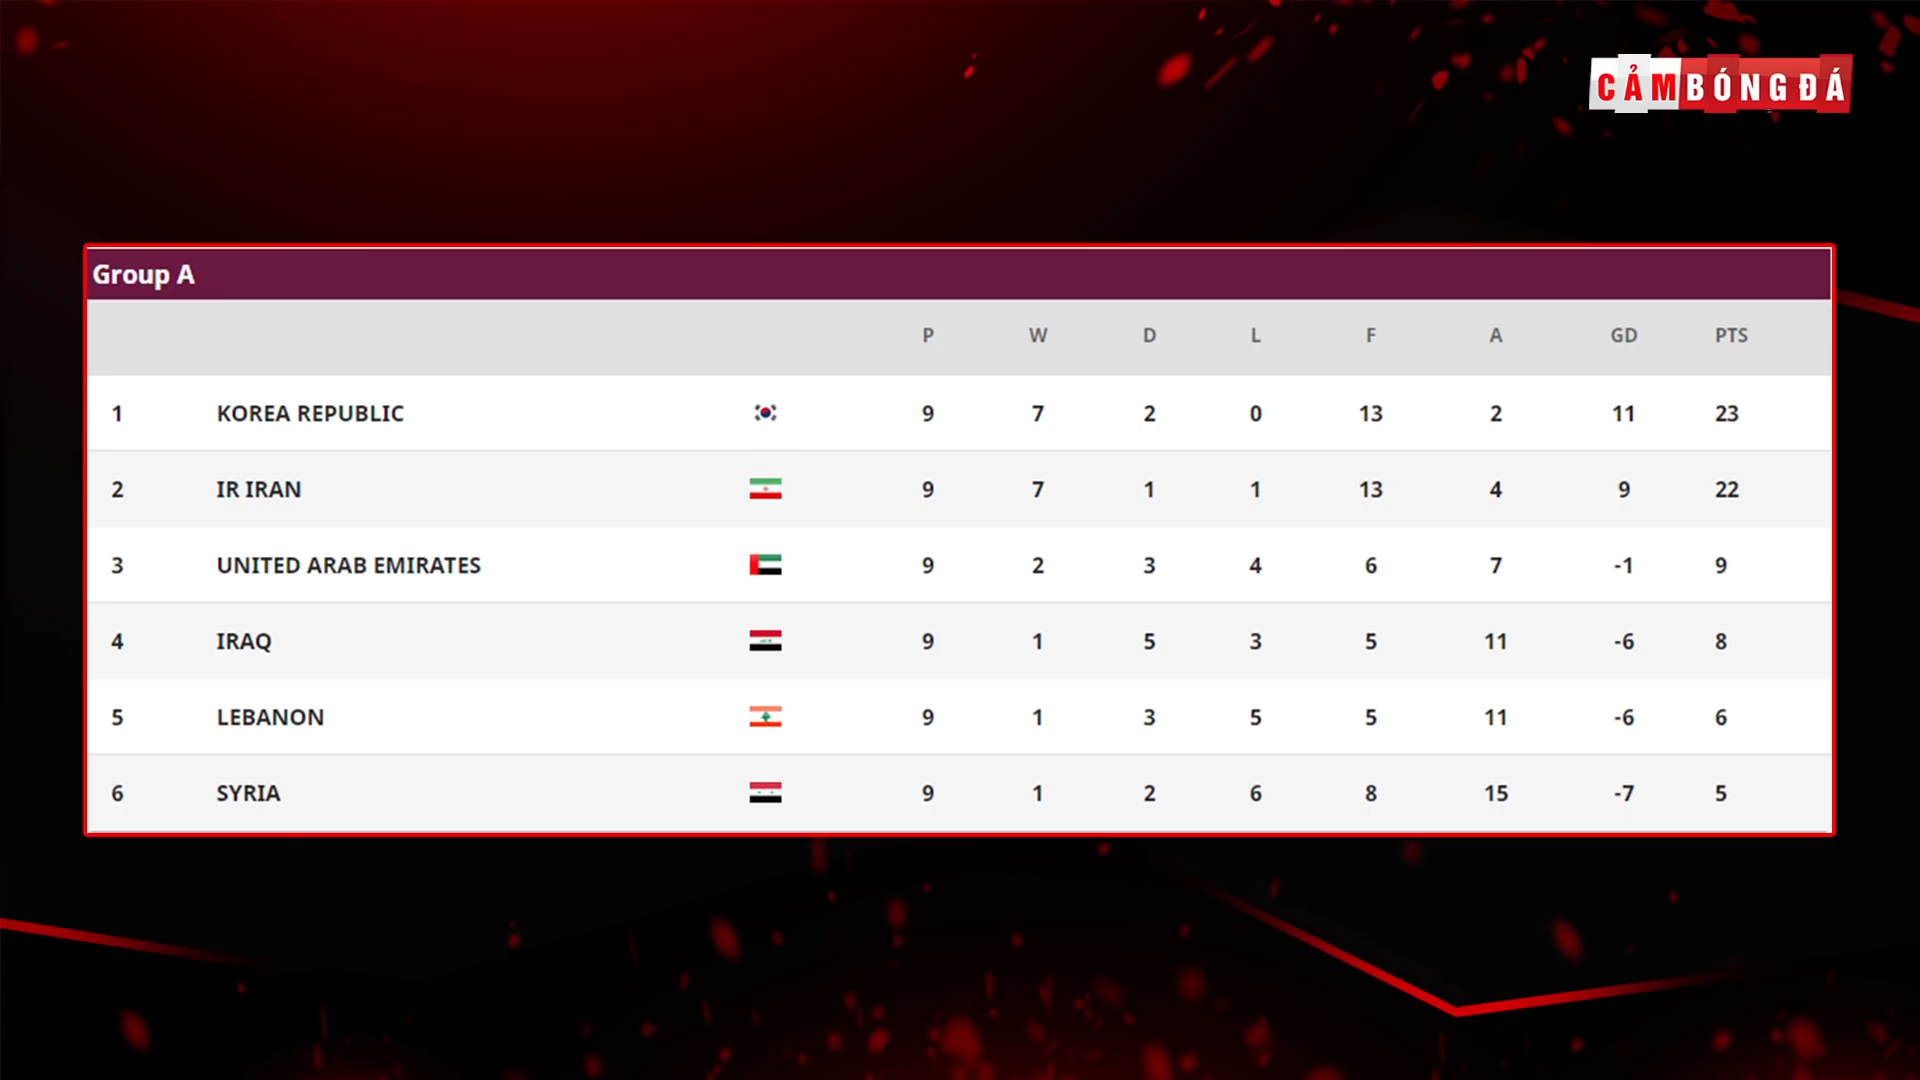 CẢM BÓNG ĐÁ
Group A
P W D L F A GD PTS
1 KOREA REPUBLIC 9 7 2 0 13 2 11 23
2 IR IRAN 9 7 1 1 13 4 9 22
3 UNITED ARAB EMIRATES 9 2 3 4 6 7 -1 9
4 IRAQ 9 1 5 3 5 11 -6 8
5 LEBANON 9 1 3 5 5 11 -6 6
6 SYRIA 9 1 2 6 8 15 -7 5